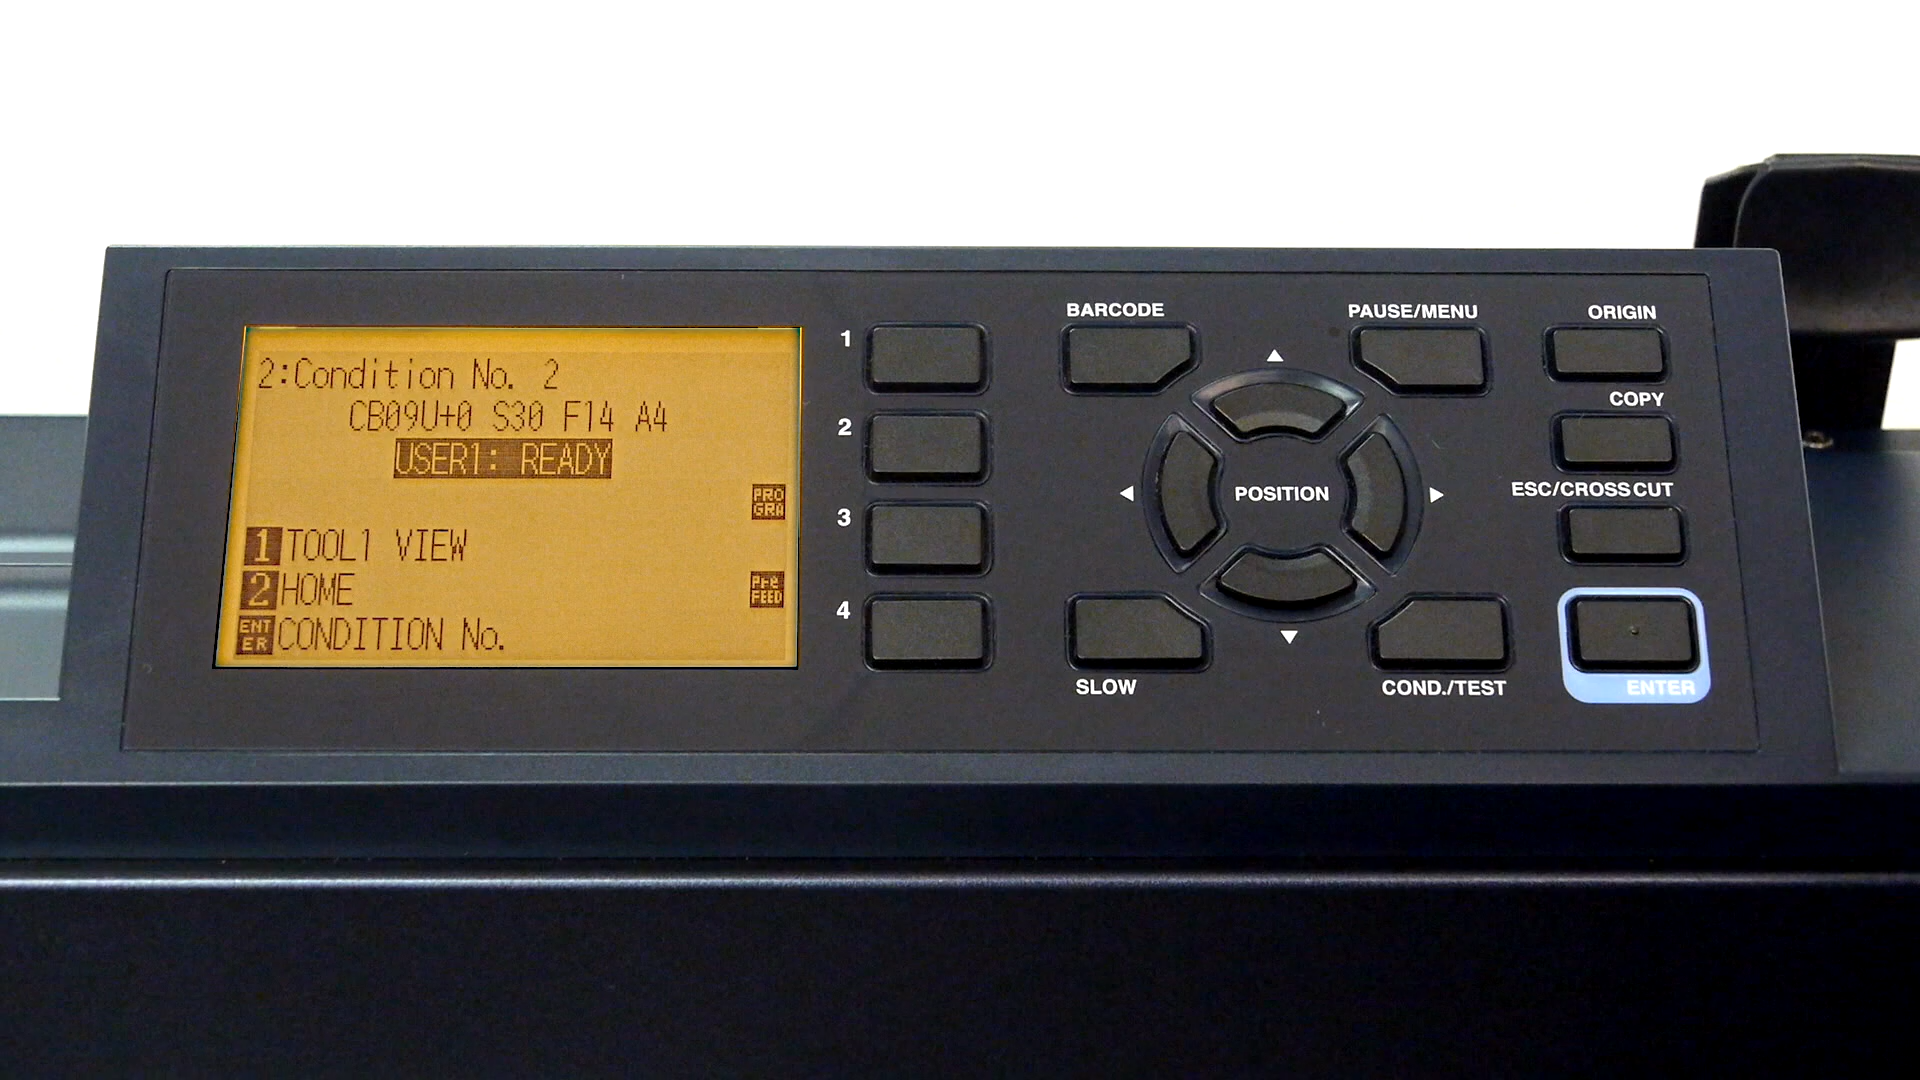 2:Condition No. 2
CB09U+0 S30 F14 A4
USER1: READY
PRO
GRA
1 TOOL1 VIEW
2 HOME
Pre
FEED
ENT
ER CONDITION No.
1
2
3
4
BARCODE
PAUSE/MENU
ORIGIN
COPY
POSITION
ESC/CROSS CUT
SLOW
COND./TEST
ENTER